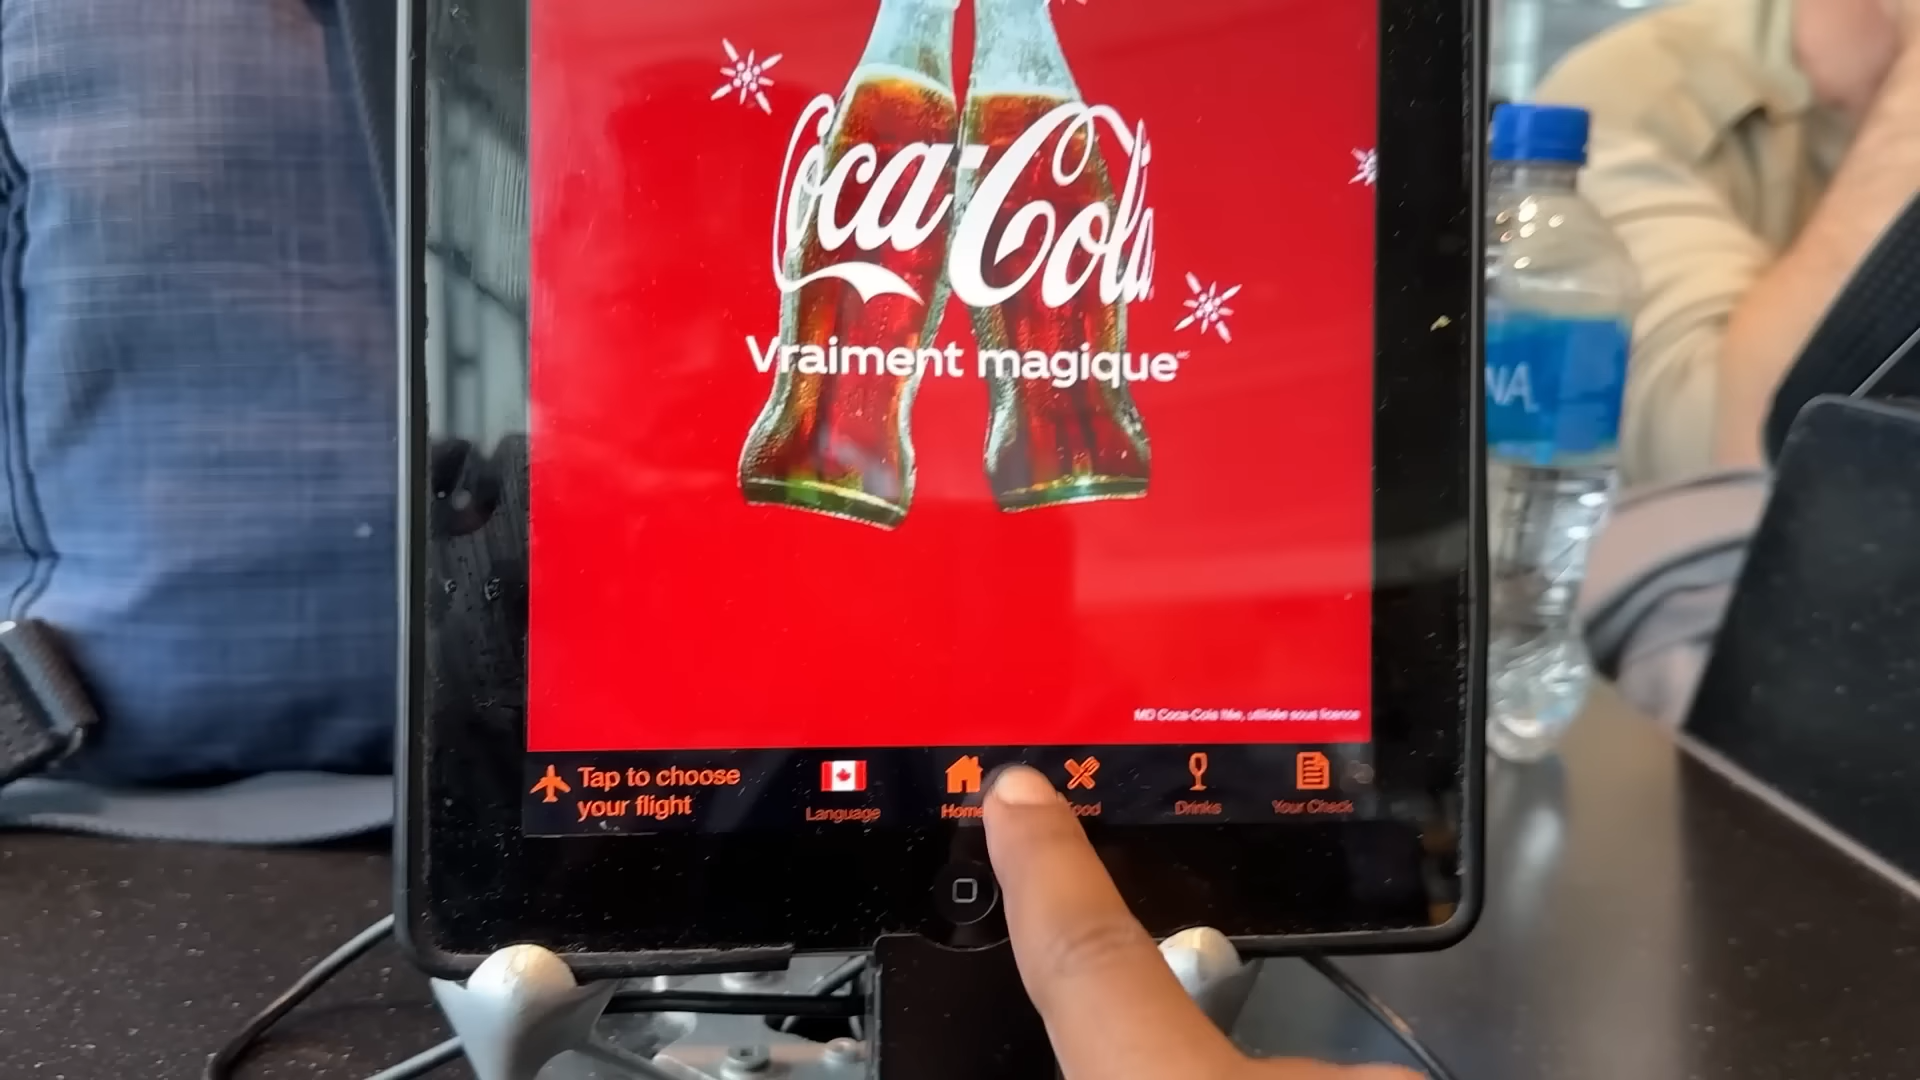 Coca-Cola
Vraiment magique
MD Coca-Cola ltée, utilisée sous licence
Tap to choose
your flight
Language
Home
Food
Drinks
Your Check
NA